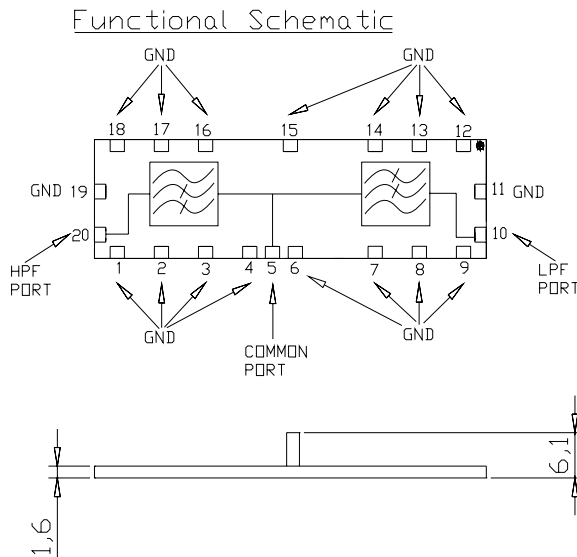 Functional Schematic
GND GND
18 17 16 15 14 13 12
GND 19 11 GND
20 10
1 2 3 4 5 6 7 8 9
HPF
PORT
LPF
PORT
GND GND
COMMON
PORT
1,6
6,1